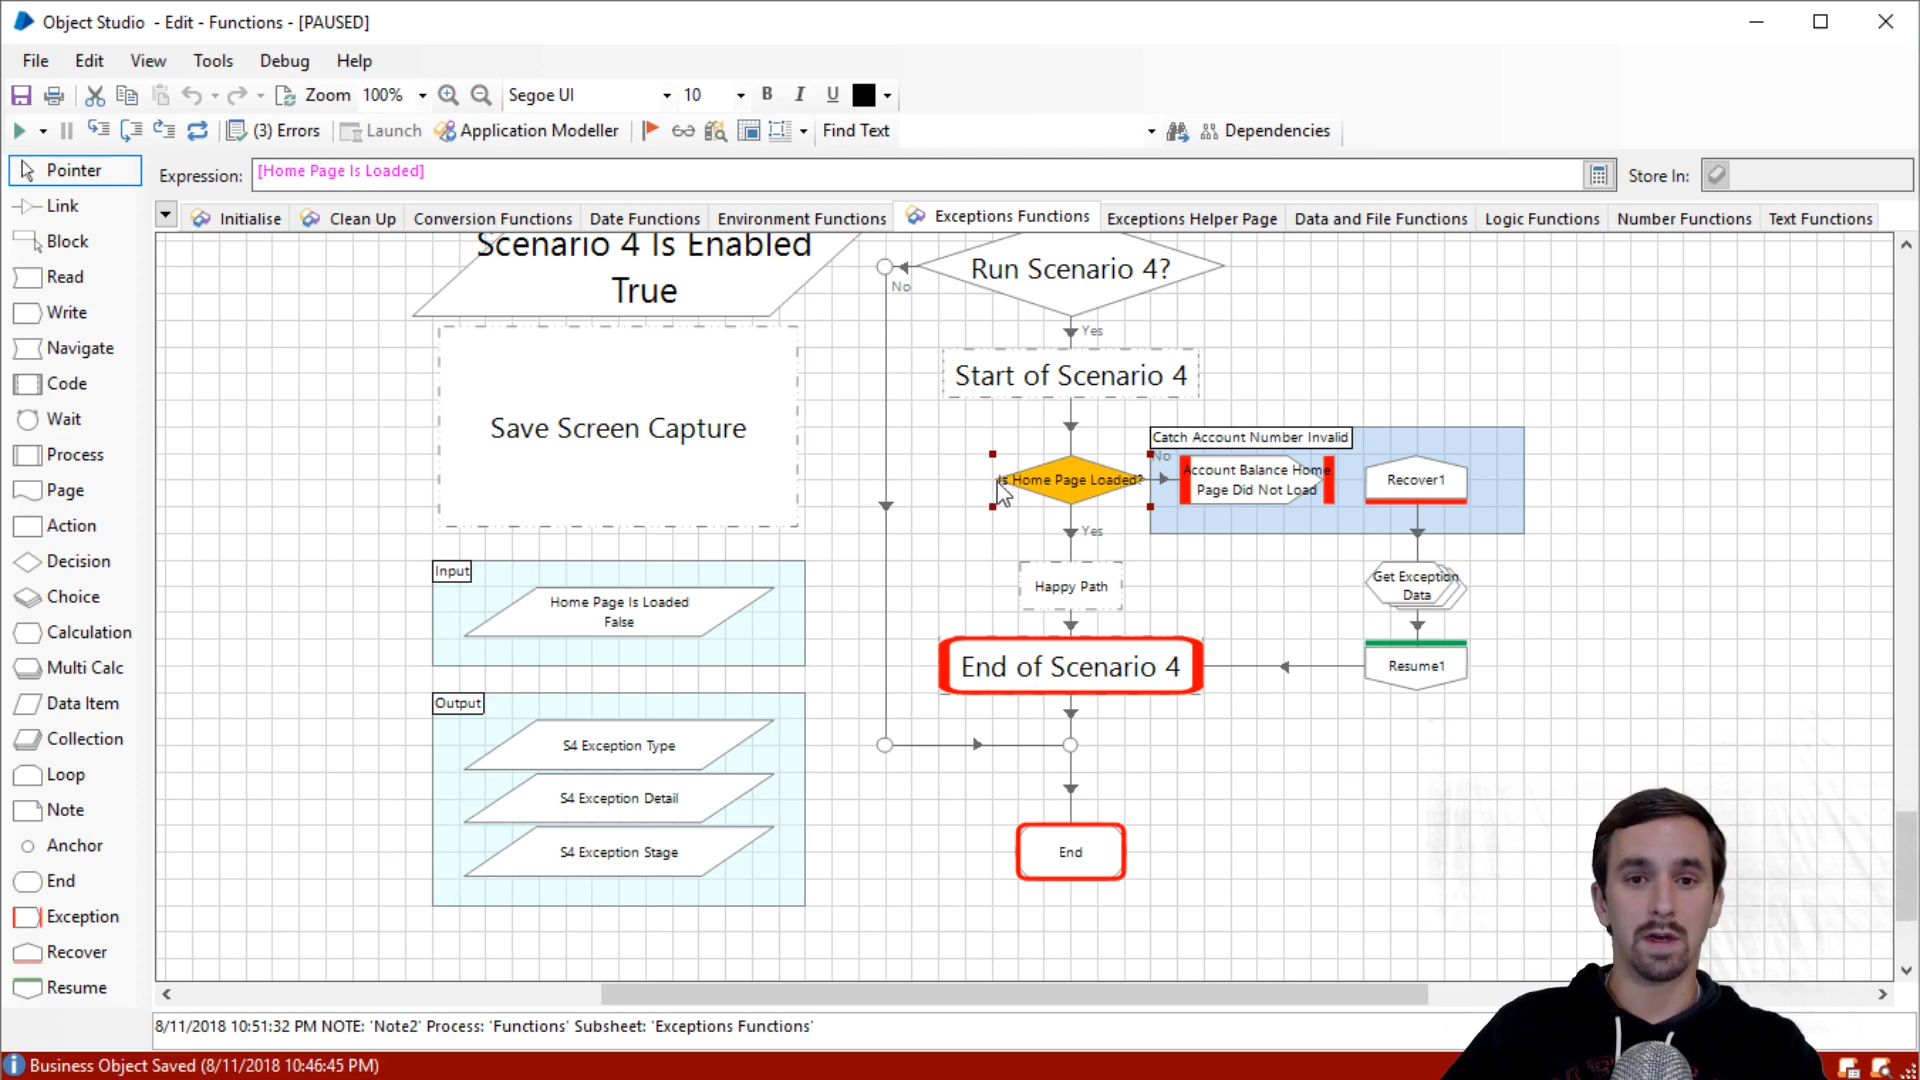 Object Studio - Edit - Functions - [PAUSED]
File Edit View Tools Debug Help
Zoom 100% Segoe UI 10 B I U
(3) Errors Launch Application Modeller Find Text Dependencies
Pointer
Expression: [Home Page Is Loaded] Store In:
Initialise Clean Up Conversion Functions Date Functions Environment Functions Exceptions Functions Exceptions Helper Page Data and File Functions Logic Functions Number Functions Text Functions
Link
Block
Read
Write
Navigate
Code
Wait
Process
Page
Action
Decision
Choice
Calculation
Multi Calc
Data Item
Collection
Loop
Note
Anchor
End
Exception
Recover
Resume
Scenario 4 Is Enabled
True
Save Screen Capture
Input
Home Page Is Loaded
False
Output
S4 Exception Type
S4 Exception Detail
S4 Exception Stage
Run Scenario 4?
No
Yes
Start of Scenario 4
Is Home Page Loaded?
No
Yes
Catch Account Number Invalid
Account Balance Home
Page Did Not Load
Recover1
Happy Path
Get Exception
Data
End of Scenario 4
Resume1
End
8/11/2018 10:51:32 PM NOTE: 'Note2' Process: 'Functions' Subsheet: 'Exceptions Functions'
Business Object Saved (8/11/2018 10:46:45 PM)